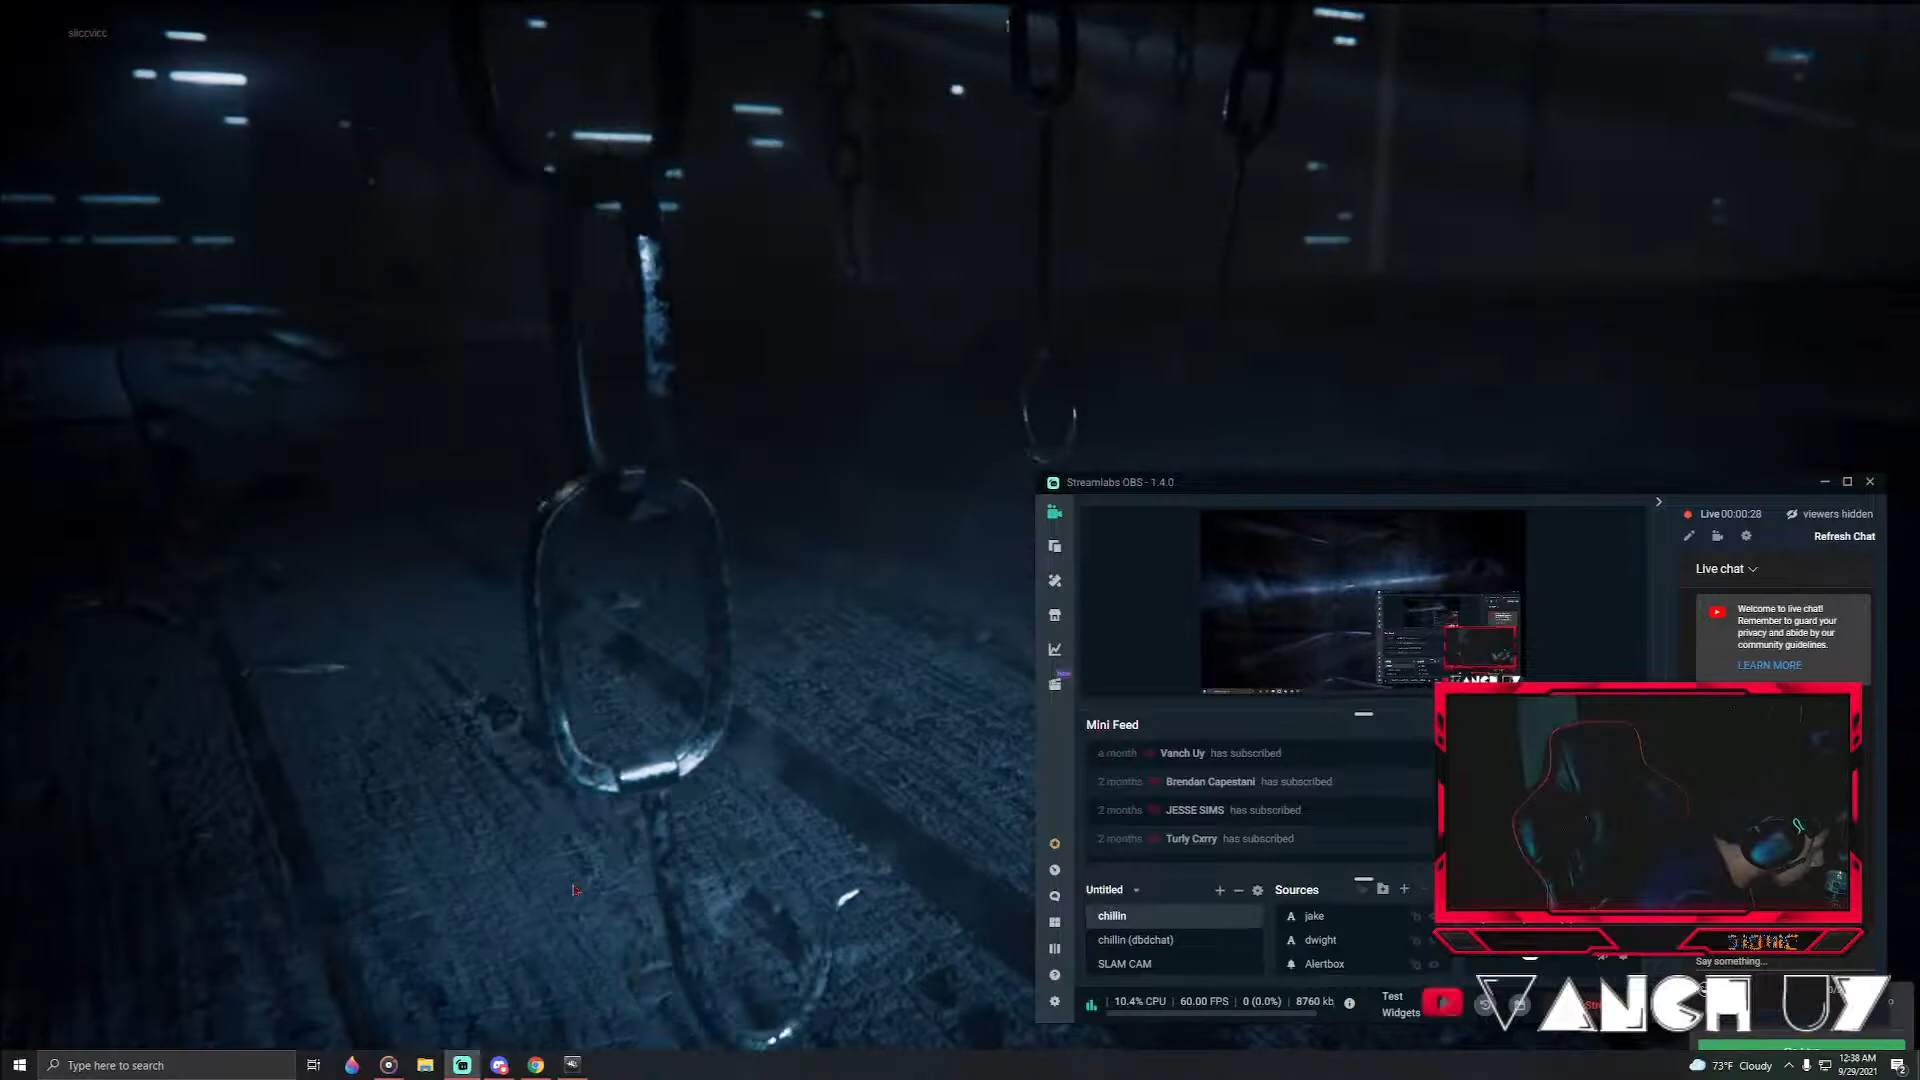 sliccvicc
Streamlabs OBS - 1.4.0
Live 00:00:28
viewers hidden
Refresh Chat
Live chat
Welcome to live chat!
Remember to guard your
privacy and abide by our
community guidelines.
LEARN MORE
New
Mini Feed
a month Vanch Uy has subscribed
2 months Brendan Capestani has subscribed
2 months JESSE SIMS has subscribed
2 months Turly Cxrry has subscribed
Untitled
Sources
chillin
chillin (dbdchat)
SLAM CAM
jake
dwight
Alertbox
Say something...
10.4% CPU
60.00 FPS
0 (0.0%)
8760 kb
Test
Widgets
VANCH UY
Type here to search
73°F Cloudy
12:38 AM
9/29/2021
2